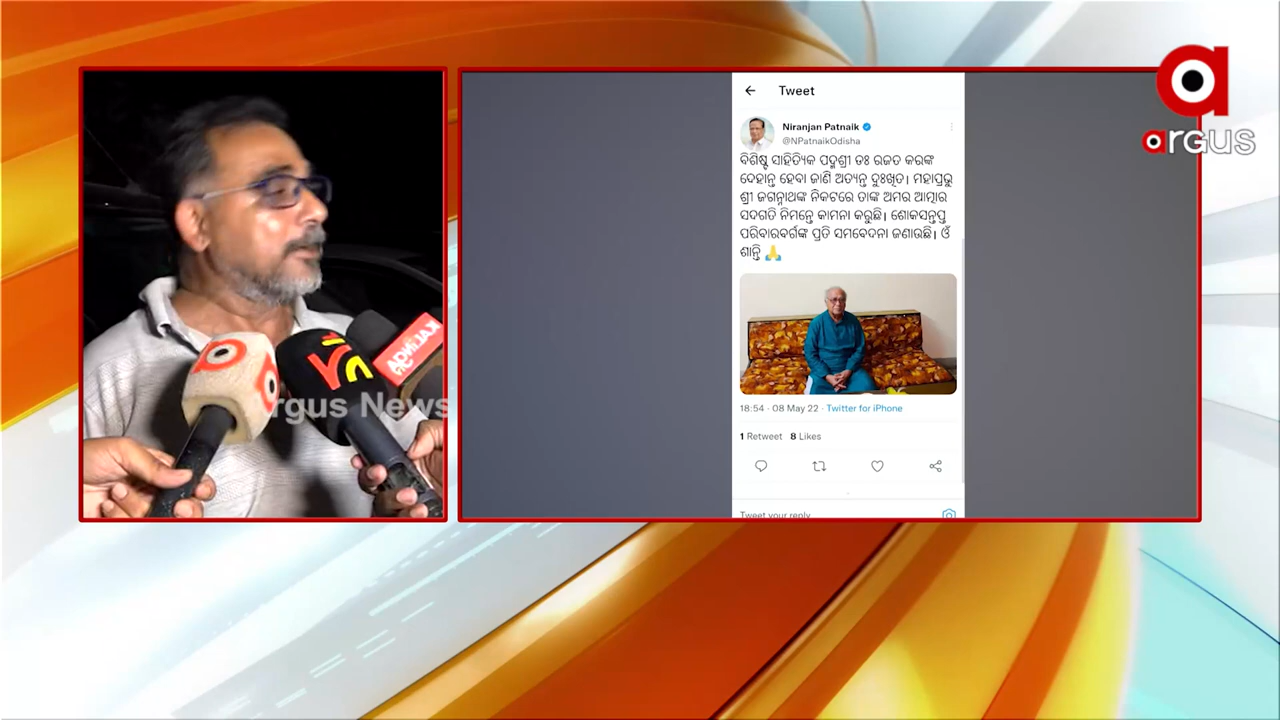 argus
Argus News
KALINGA
Tweet
Niranjan Patnaik
@NPatnaikOdisha
ବିଶିଷ୍ଟ ସାହିତ୍ୟିକ ପଦ୍ମଶ୍ରୀ ଡଃ ରଜତ କରଙ୍କ
ଦେହାନ୍ତ ହେବା ଜାଣି ଅତ୍ୟନ୍ତ ଦୁଃଖିତ। ମହାପ୍ରଭୁ
ଶ୍ରୀ ଜଗନ୍ନାଥଙ୍କ ନିକଟରେ ତାଙ୍କ ଅମର ଆତ୍ମାର
ସଦଗତି ନିମନ୍ତେ କାମନା କରୁଛି। ଶୋକସନ୍ତପ୍ତ
ପରିବାରବର୍ଗଙ୍କ ପ୍ରତି ସମବେଦନା ଜଣାଉଛି। ଓଁ
ଶାନ୍ତି 🙏
18:54 · 08 May 22 · Twitter for iPhone
1 Retweet 8 Likes
Tweet your reply